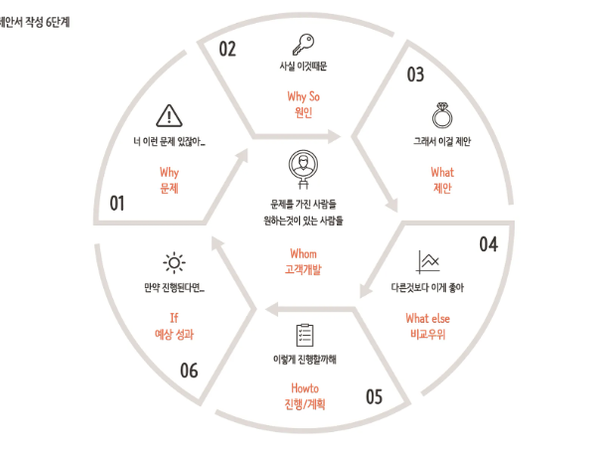 제안서 작성 6단계
01
너 이런 문제 있잖아...
Why
문제
02
사실 이것때문
Why So
원인
03
그래서 이걸 제안
What
제안
04
다른것보다 이게 좋아
What else
비교우위
05
이렇게 진행할까해
Howto
진행/계획
06
만약 진행된다면...
If
예상 성과
문제를 가진 사람들
원하는것이 있는 사람들
Whom
고객개발